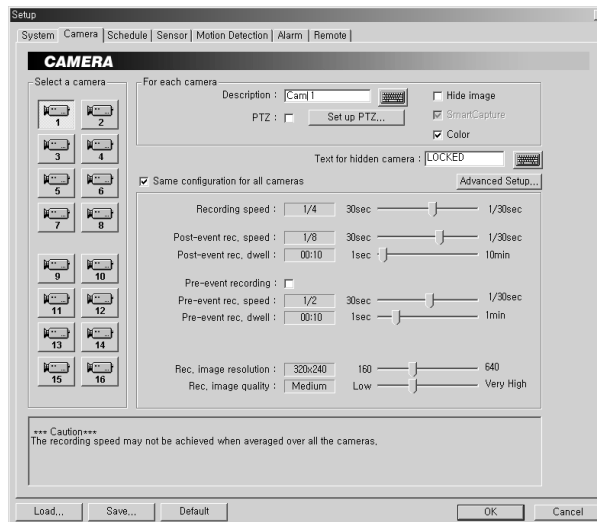 Setup
System Camera Schedule Sensor Motion Detection Alarm Remote
CAMERA
Select a camera
1 2
3 4
5 6
7 8
9 10
11 12
13 14
15 16
For each camera
Description : Cam 1
Hide image
PTZ : Set up PTZ...
SmartCapture
Color
Text for hidden camera : LOCKED
Same configuration for all cameras
Advanced Setup...
Recording speed : 1/4 30sec 1/30sec
Post-event rec. speed : 1/8 30sec 1/30sec
Post-event rec. dwell : 00:10 1sec 10min
Pre-event recording :
Pre-event rec. speed : 1/2 30sec 1/30sec
Pre-event rec. dwell : 00:10 1sec 1min
Rec. image resolution : 320x240 160 640
Rec. image quality : Medium Low Very High
*** Caution***
The recording speed may not be achieved when averaged over all the cameras.
Load... Save... Default OK Cancel